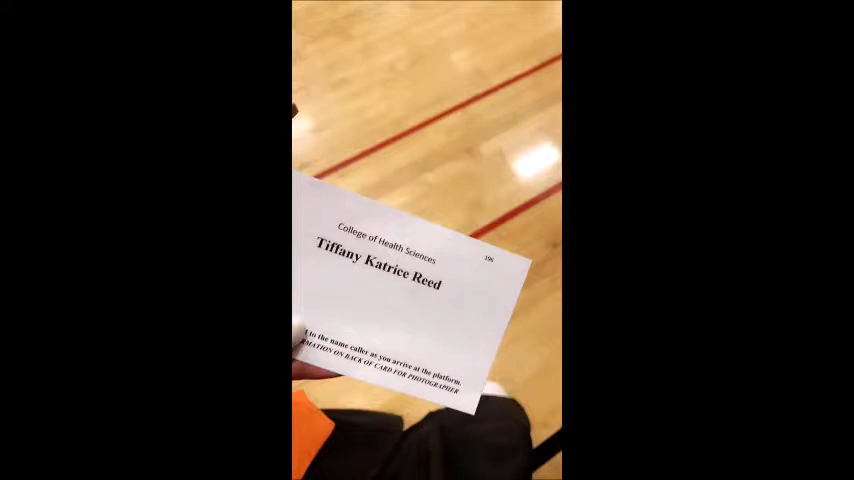 College of Health Sciences
196
Tiffany Katrice Reed
to the name caller as you arrive at the platform.
ON BACK OF CARD FOR PHOTOGRAPHER